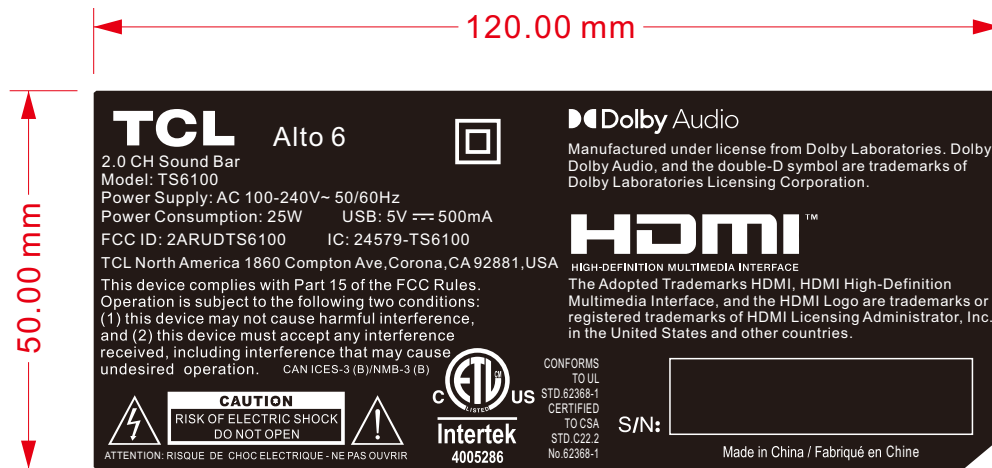 120.00 mm
50.00 mm
TCL Alto 6
2.0 CH Sound Bar
Model: TS6100
Power Supply: AC 100-240V~ 50/60Hz
Power Consumption: 25W USB: 5V ⎓ 500mA
FCC ID: 2ARUDTS6100 IC: 24579-TS6100
TCL North America 1860 Compton Ave,Corona,CA 92881,USA
This device complies with Part 15 of the FCC Rules.
Operation is subject to the following two conditions:
(1) this device may not cause harmful interference,
and (2) this device must accept any interference
received, including interference that may cause
undesired operation. CAN ICES-3 (B)/NMB-3 (B)
CAUTION
RISK OF ELECTRIC SHOCK
DO NOT OPEN
ATTENTION: RISQUE DE CHOC ELECTRIQUE - NE PAS OUVRIR
C ETL CM US
LISTED
Intertek
4005286
CONFORMS
TO UL
STD.62368-1
CERTIFIED
TO CSA
STD.C22.2
No.62368-1
Dolby Audio
Manufactured under license from Dolby Laboratories. Dolby
Dolby Audio, and the double-D symbol are trademarks of
Dolby Laboratories Licensing Corporation.
HDMI™
HIGH-DEFINITION MULTIMEDIA INTERFACE
The Adopted Trademarks HDMI, HDMI High-Definition
Multimedia Interface, and the HDMI Logo are trademarks or
registered trademarks of HDMI Licensing Administrator, Inc.
in the United States and other countries.
S/N:
Made in China / Fabriqué en Chine